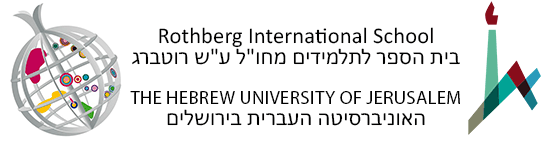 Rothberg International School
בית הספר לתלמידים מחו"ל ע"ש רוטברג
THE HEBREW UNIVERSITY OF JERUSALEM
האוניברסיטה העברית בירושלים